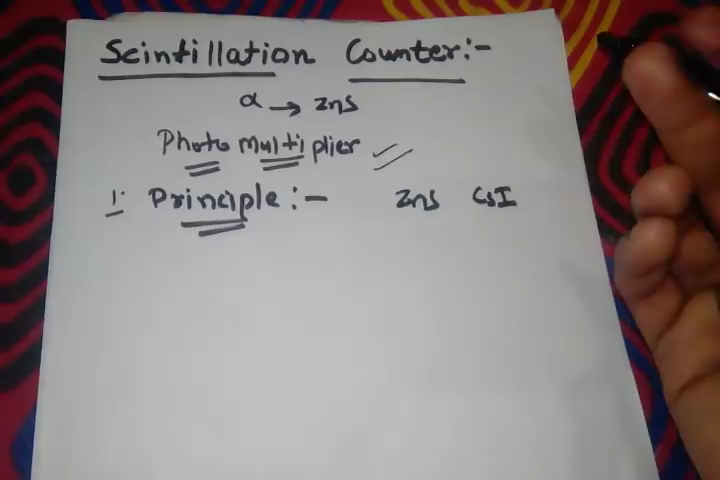 Scintillation Counter:-
α → ZnS
Photo multiplier
1. Principle :- ZnS CsI